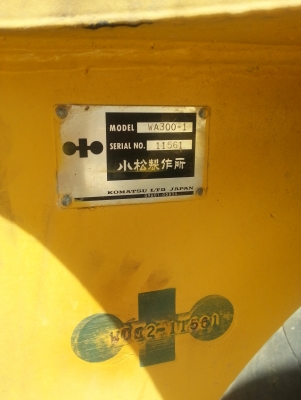 MODEL WA300-1
SERIAL NO. 11561
小松製作所
KOMATSU LTD. JAPAN